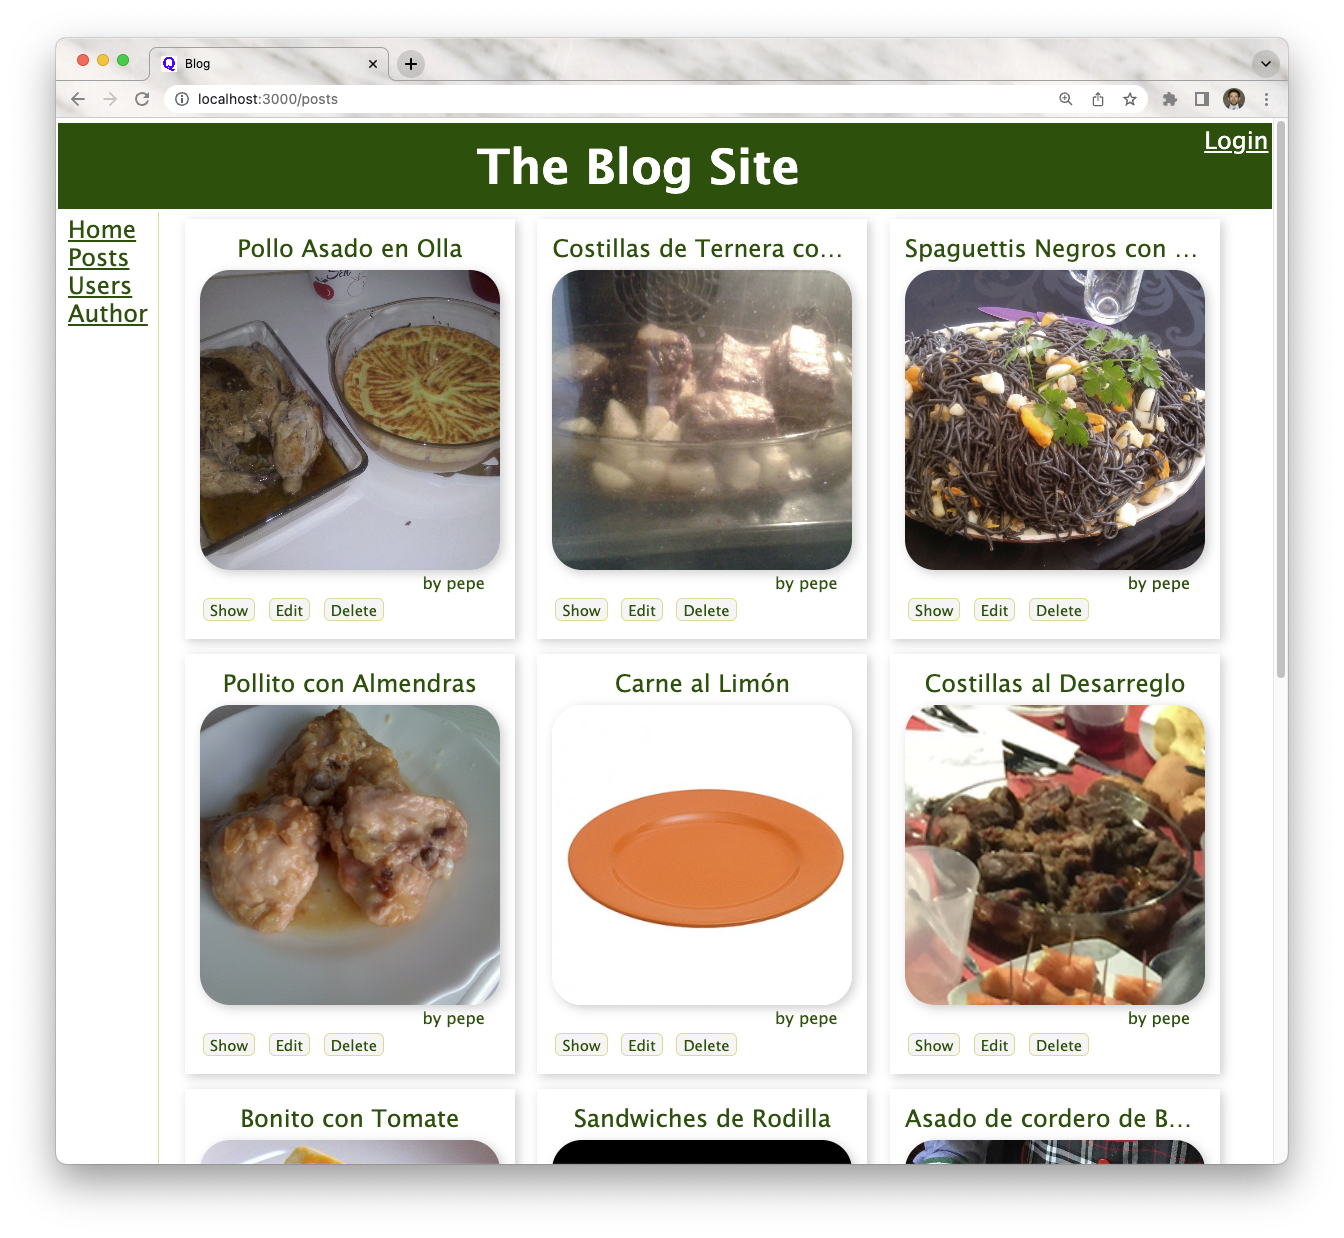 Blog
localhost:3000/posts
Login
The Blog Site
Home
Posts
Users
Author
Pollo Asado en Olla
by pepe
Show Edit Delete
Costillas de Ternera co...
by pepe
Show Edit Delete
Spaguettis Negros con ...
by pepe
Show Edit Delete
Pollito con Almendras
by pepe
Show Edit Delete
Carne al Limón
by pepe
Show Edit Delete
Costillas al Desarreglo
by pepe
Show Edit Delete
Bonito con Tomate
Sandwiches de Rodilla
Asado de cordero de B...